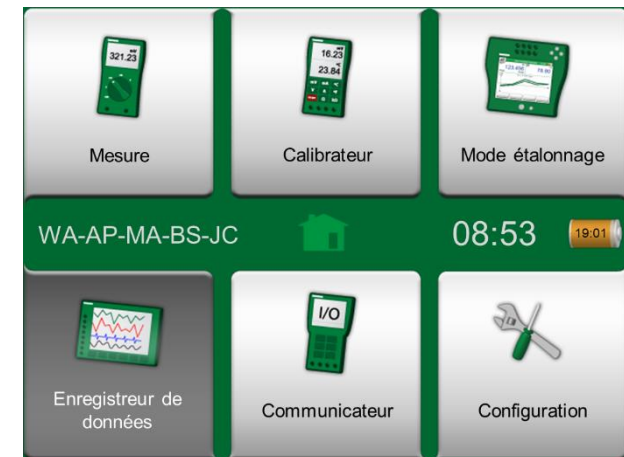 321.23
16.23
23.84
Mesure
Calibrateur
Mode étalonnage
WA-AP-MA-BS-JC
08:53
19:01
I/O
Enregistreur de
données
Communicateur
Configuration